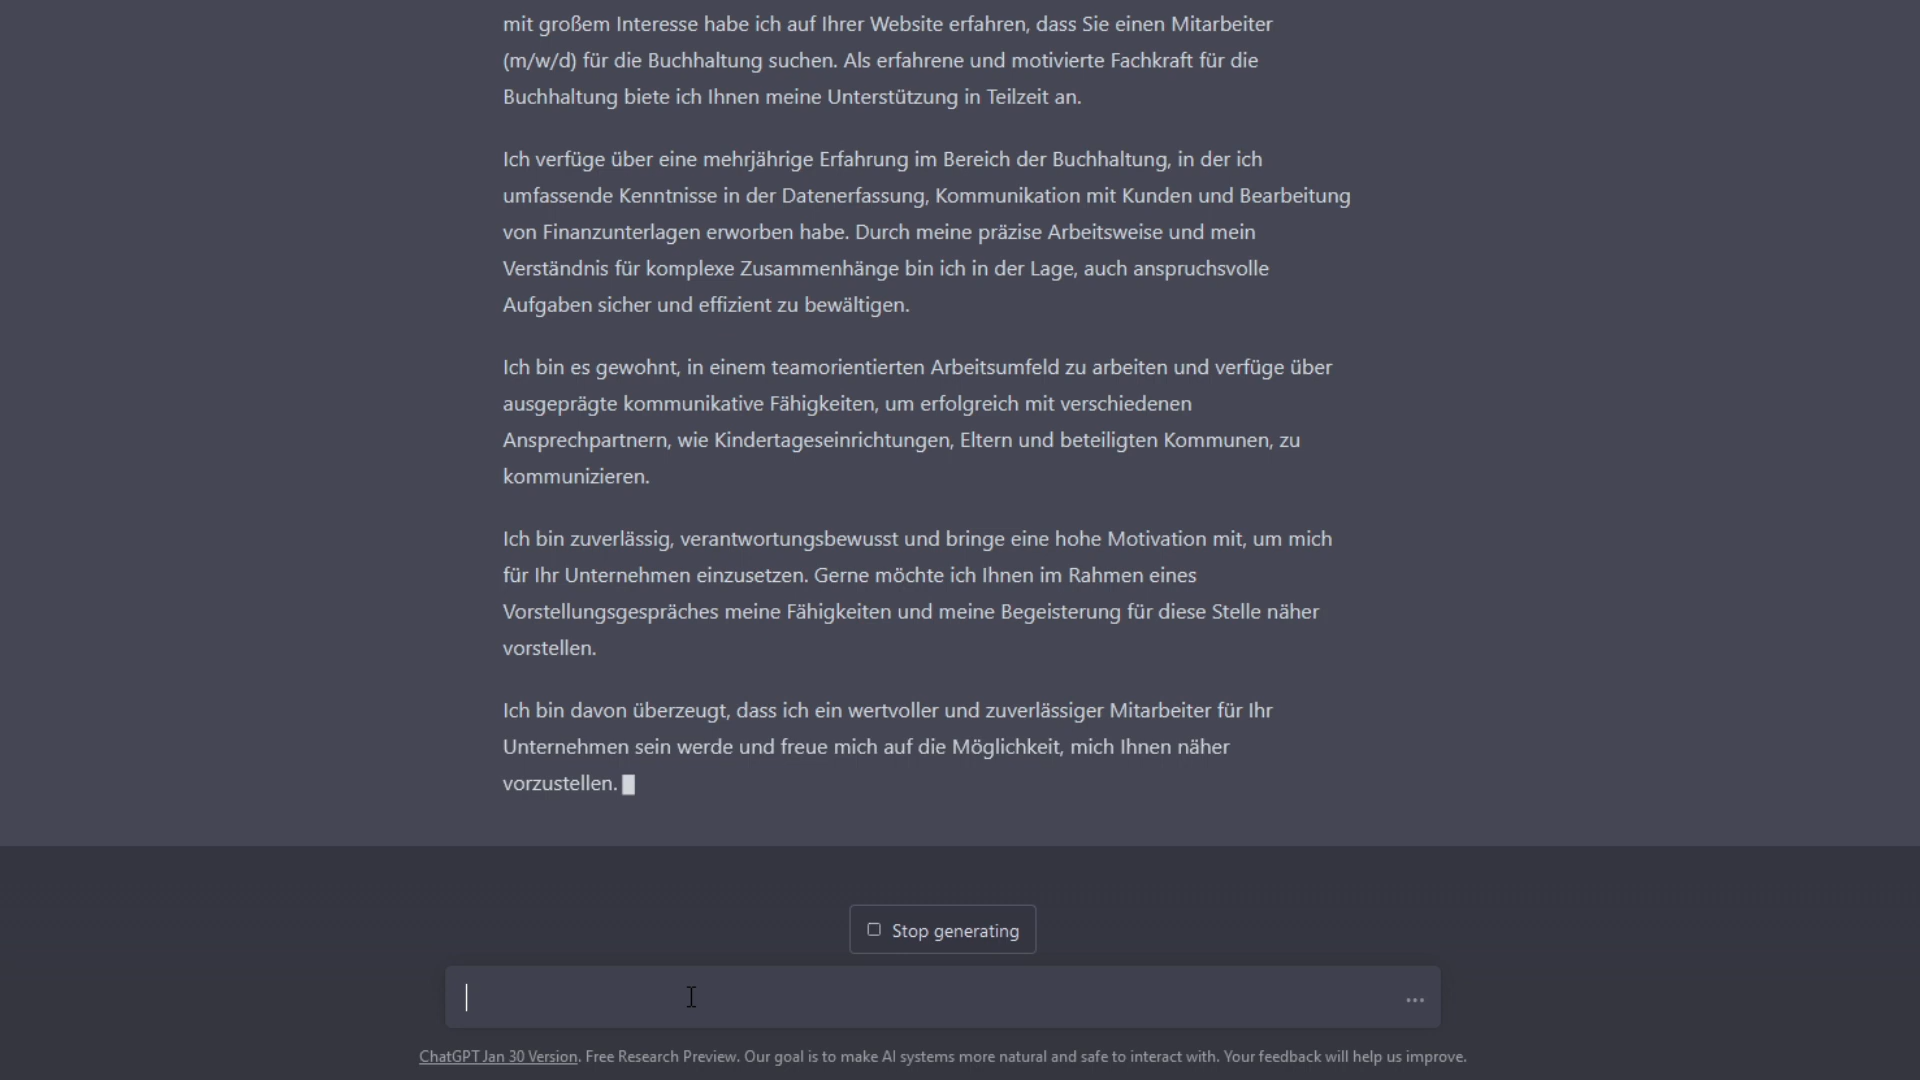 mit großem Interesse habe ich auf Ihrer Website erfahren, dass Sie einen Mitarbeiter
(m/w/d) für die Buchhaltung suchen. Als erfahrene und motivierte Fachkraft für die
Buchhaltung biete ich Ihnen meine Unterstützung in Teilzeit an.
Ich verfüge über eine mehrjährige Erfahrung im Bereich der Buchhaltung, in der ich
umfassende Kenntnisse in der Datenerfassung, Kommunikation mit Kunden und Bearbeitung
von Finanzunterlagen erworben habe. Durch meine präzise Arbeitsweise und mein
Verständnis für komplexe Zusammenhänge bin ich in der Lage, auch anspruchsvolle
Aufgaben sicher und effizient zu bewältigen.
Ich bin es gewohnt, in einem teamorientierten Arbeitsumfeld zu arbeiten und verfüge über
ausgeprägte kommunikative Fähigkeiten, um erfolgreich mit verschiedenen
Ansprechpartnern, wie Kindertageseinrichtungen, Eltern und beteiligten Kommunen, zu
kommunizieren.
Ich bin zuverlässig, verantwortungsbewusst und bringe eine hohe Motivation mit, um mich
für Ihr Unternehmen einzusetzen. Gerne möchte ich Ihnen im Rahmen eines
Vorstellungsgespräches meine Fähigkeiten und meine Begeisterung für diese Stelle näher
vorstellen.
Ich bin davon überzeugt, dass ich ein wertvoller und zuverlässiger Mitarbeiter für Ihr
Unternehmen sein werde und freue mich auf die Möglichkeit, mich Ihnen näher
vorzustellen.
Stop generating
ChatGPT Jan 30 Version. Free Research Preview. Our goal is to make AI systems more natural and safe to interact with. Your feedback will help us improve.